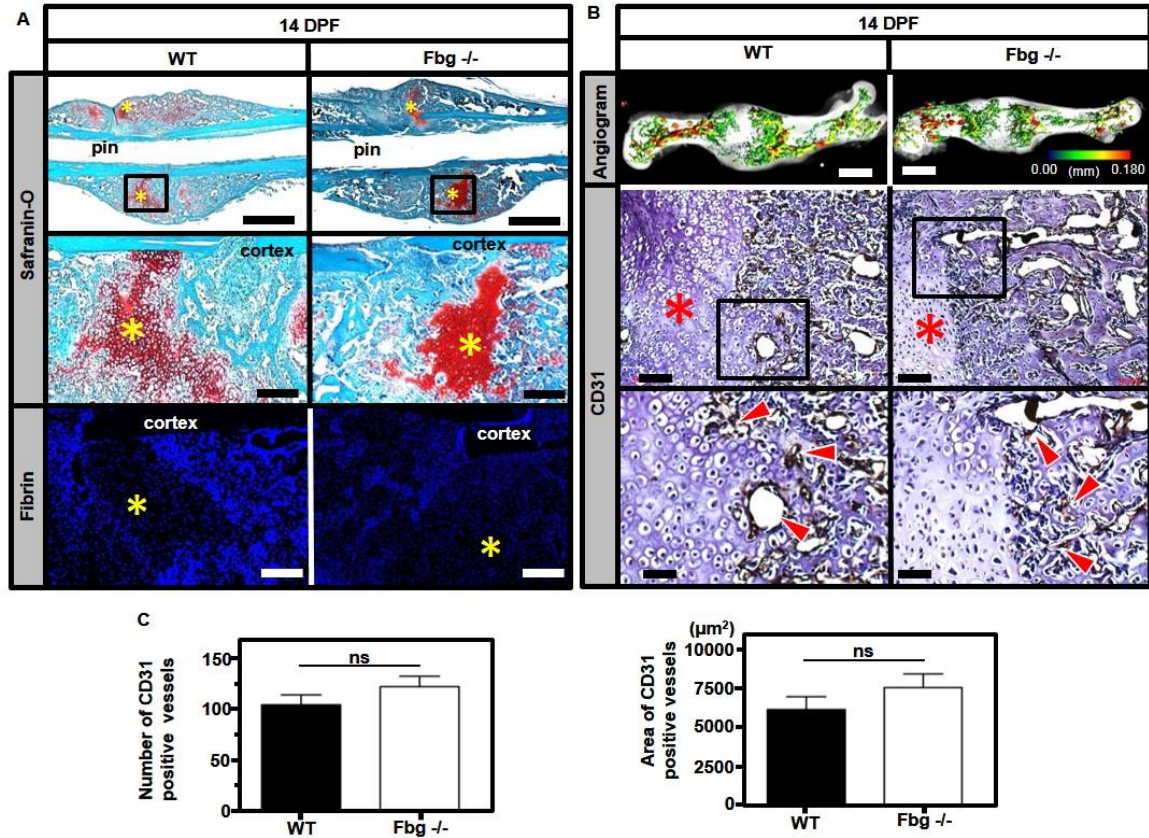 A
14 DPF
WT
Fbg -/-
Safranin-O
pin
cortex
cortex
Fibrin
cortex
cortex
B
14 DPF
WT
Fbg -/-
Angiogram
0.00 (mm) 0.180
CD31
C
Number of CD31
positive vessels
150
100
50
0
ns
WT
Fbg -/-
(µm²)
Area of CD31
positive vessels
10000
7500
5000
2500
0
ns
WT
Fbg -/-